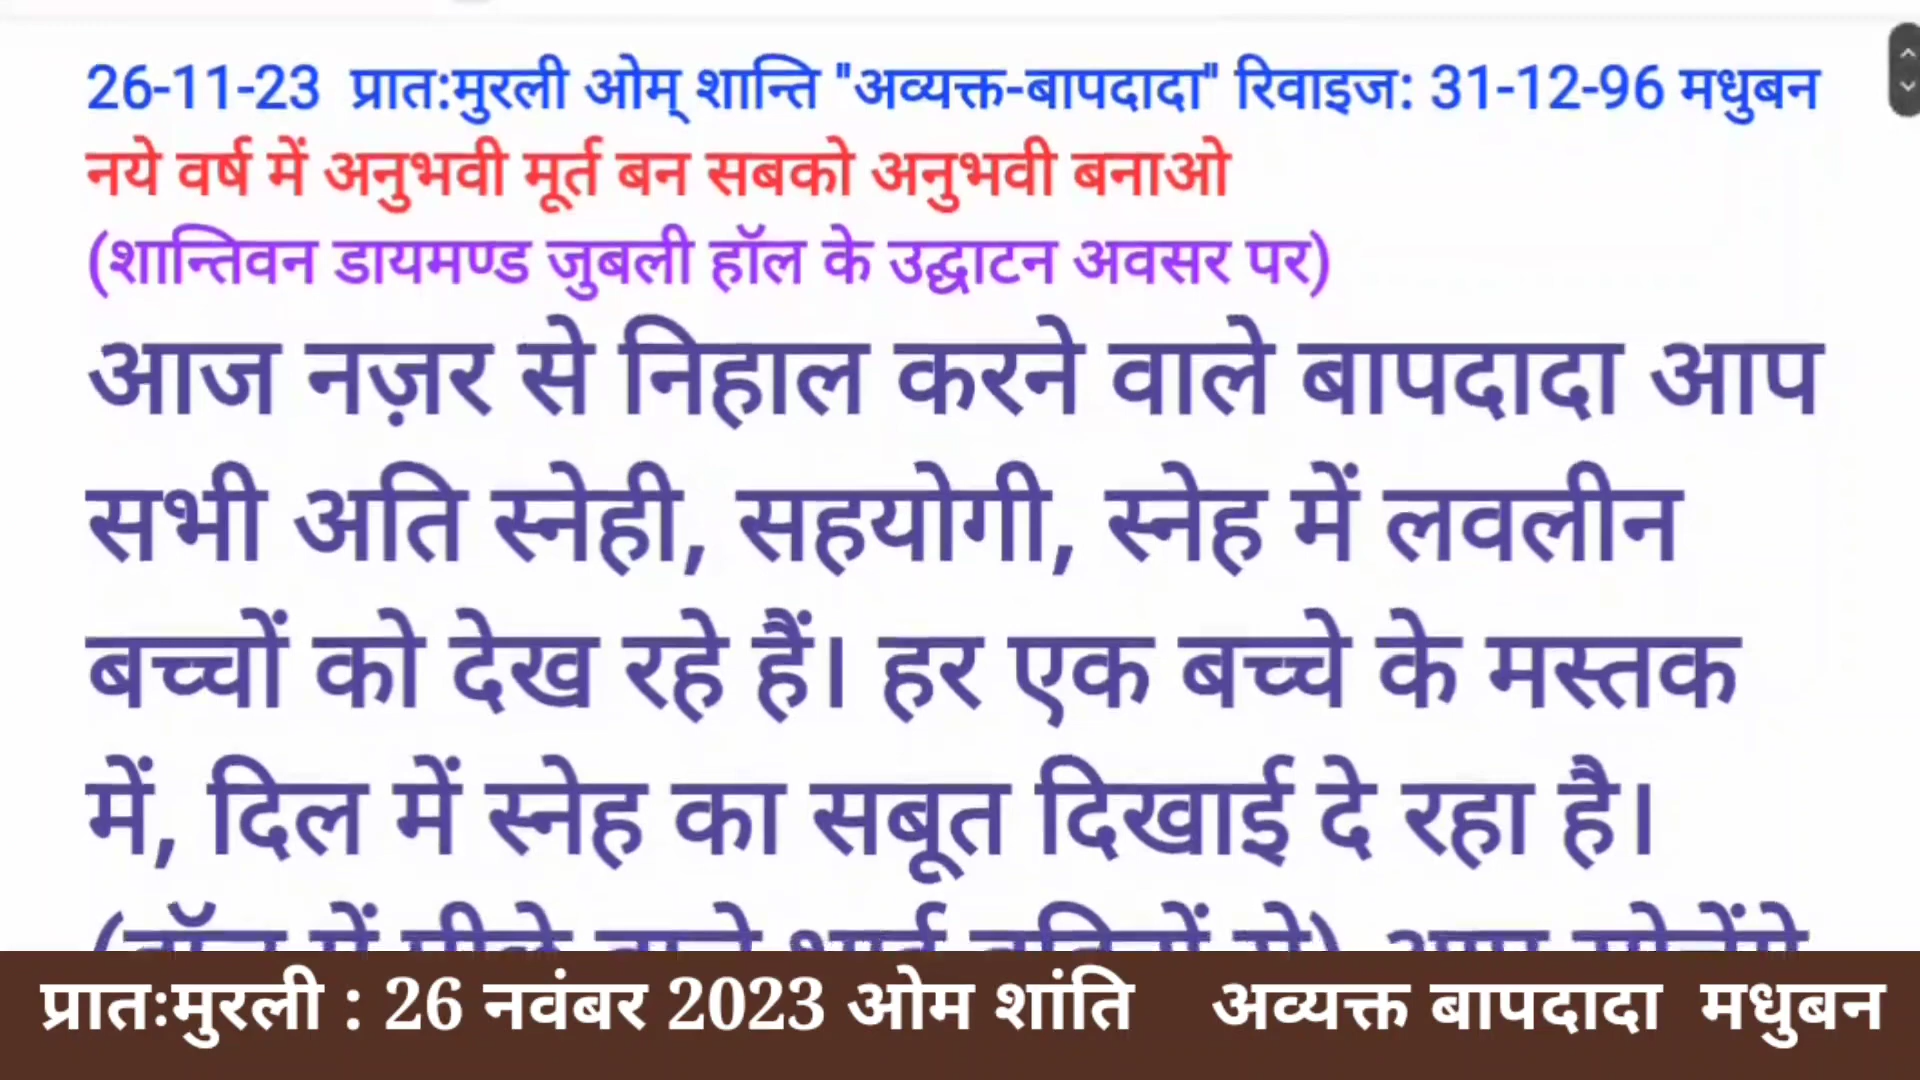 26-11-23 प्रात:मुरली ओम् शान्ति "अव्यक्त-बापदादा" रिवाइज: 31-12-96 मधुबन
नये वर्ष में अनुभवी मूर्त बन सबको अनुभवी बनाओ
(शान्तिवन डायमण्ड जुबली हॉल के उद्घाटन अवसर पर)
आज नज़र से निहाल करने वाले बापदादा आप
सभी अति स्नेही, सहयोगी, स्नेह में लवलीन
बच्चों को देख रहे हैं। हर एक बच्चे के मस्तक
में, दिल में स्नेह का सबूत दिखाई दे रहा है।
प्रातःमुरली : 26 नवंबर 2023 ओम शांति अव्यक्त बापदादा मधुबन